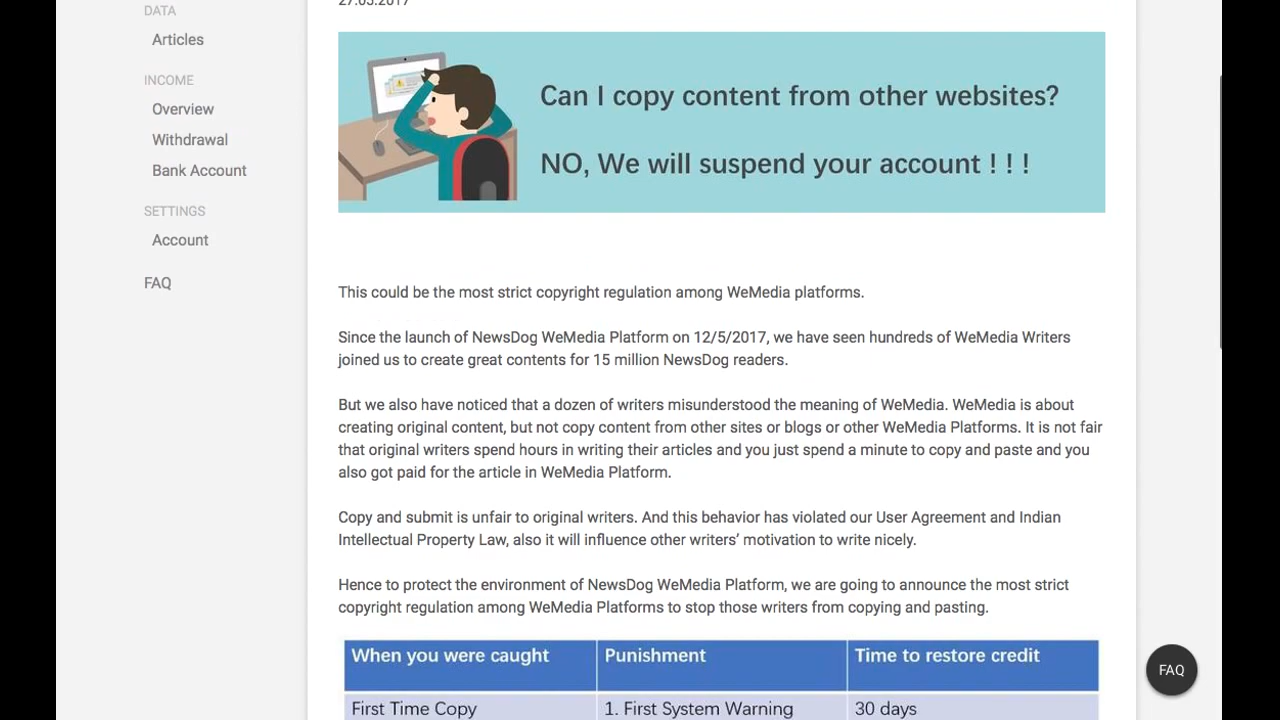 DATA
Articles
INCOME
Overview
Withdrawal
Bank Account
SETTINGS
Account
FAQ
27.05.2017
Can I copy content from other websites?
NO, We will suspend your account ! ! !
This could be the most strict copyright regulation among WeMedia platforms.
Since the launch of NewsDog WeMedia Platform on 12/5/2017, we have seen hundreds of WeMedia Writers
joined us to create great contents for 15 million NewsDog readers.
But we also have noticed that a dozen of writers misunderstood the meaning of WeMedia. WeMedia is about
creating original content, but not copy content from other sites or blogs or other WeMedia Platforms. It is not fair
that original writers spend hours in writing their articles and you just spend a minute to copy and paste and you
also got paid for the article in WeMedia Platform.
Copy and submit is unfair to original writers. And this behavior has violated our User Agreement and Indian
Intellectual Property Law, also it will influence other writers’ motivation to write nicely.
Hence to protect the environment of NewsDog WeMedia Platform, we are going to announce the most strict
copyright regulation among WeMedia Platforms to stop those writers from copying and pasting.
When you were caught Punishment Time to restore credit
First Time Copy 1. First System Warning 30 days
FAQ